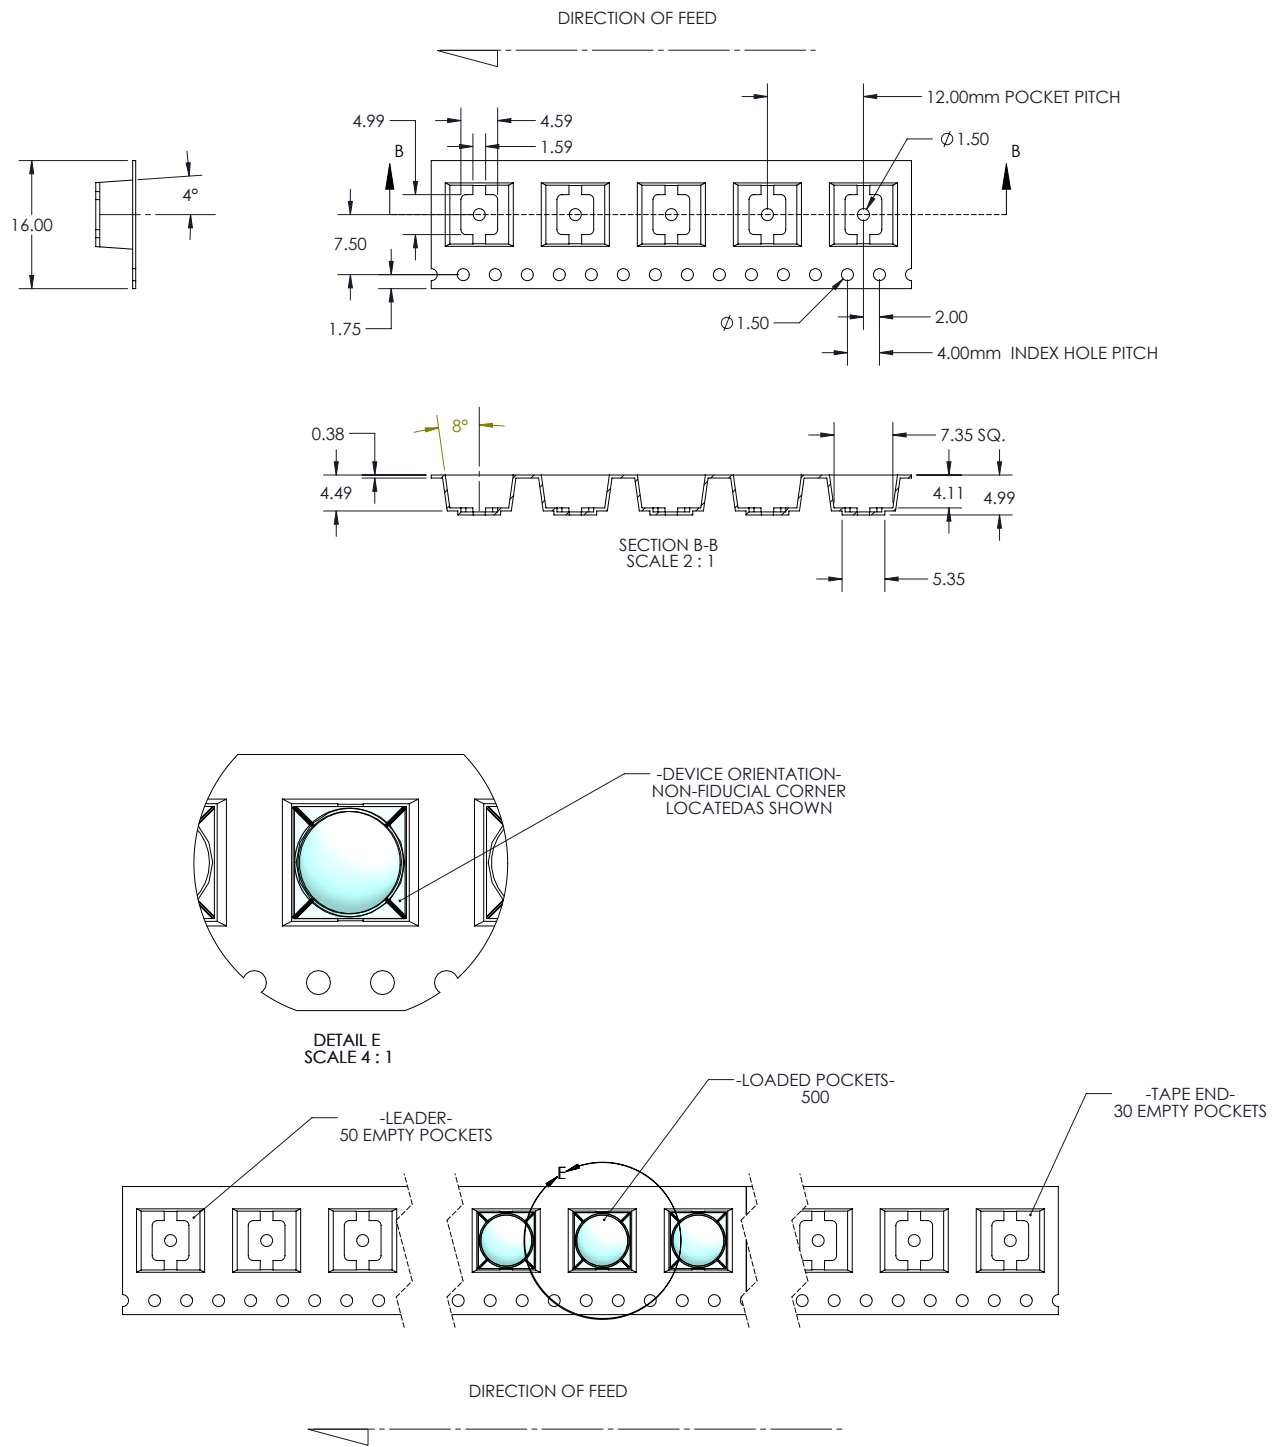 DIRECTION OF FEED
12.00mm POCKET PITCH
4.99
4.59
1.59
Ø1.50
B
B
4°
16.00
7.50
1.75
Ø1.50
2.00
4.00mm INDEX HOLE PITCH
8°
0.38
7.35 SQ.
4.49
4.11
4.99
SECTION B-B
SCALE 2 : 1
5.35
-DEVICE ORIENTATION-
NON-FIDUCIAL CORNER
LOCATEDAS SHOWN
DETAIL E
SCALE 4 : 1
-LOADED POCKETS-
500
-TAPE END-
30 EMPTY POCKETS
-LEADER-
50 EMPTY POCKETS
E
DIRECTION OF FEED